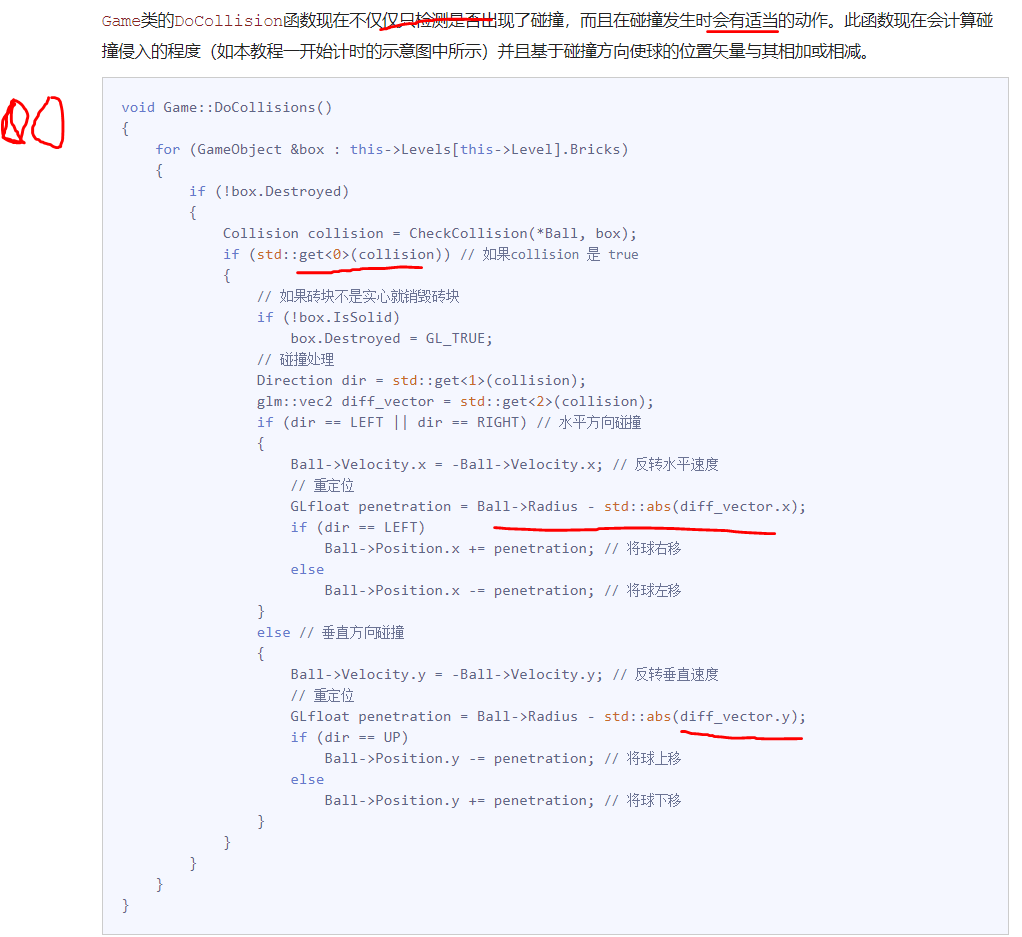 Game类的DoCollision函数现在不仅仅只检测是否出现了碰撞，而且在碰撞发生时会有适当的动作。此函数现在会计算碰
撞侵入的程度（如本教程一开始计时的示意图中所示）并且基于碰撞方向使球的位置矢量与其相加或相减。
void Game::DoCollisions()
{
    for (GameObject &box : this->Levels[this->Level].Bricks)
    {
        if (!box.Destroyed)
        {
            Collision collision = CheckCollision(*Ball, box);
            if (std::get<0>(collision)) // 如果collision 是 true
            {
                // 如果砖块不是实心就销毁砖块
                if (!box.IsSolid)
                    box.Destroyed = GL_TRUE;
                // 碰撞处理
                Direction dir = std::get<1>(collision);
                glm::vec2 diff_vector = std::get<2>(collision);
                if (dir == LEFT || dir == RIGHT) // 水平方向碰撞
                {
                    Ball->Velocity.x = -Ball->Velocity.x; // 反转水平速度
                    // 重定位
                    GLfloat penetration = Ball->Radius - std::abs(diff_vector.x);
                    if (dir == LEFT)
                        Ball->Position.x += penetration; // 将球右移
                    else
                        Ball->Position.x -= penetration; // 将球左移
                }
                else // 垂直方向碰撞
                {
                    Ball->Velocity.y = -Ball->Velocity.y; // 反转垂直速度
                    // 重定位
                    GLfloat penetration = Ball->Radius - std::abs(diff_vector.y);
                    if (dir == UP)
                        Ball->Position.y -= penetration; // 将球上移
                    else
                        Ball->Position.y += penetration; // 将球下移
                }
            }
        }
    }
}